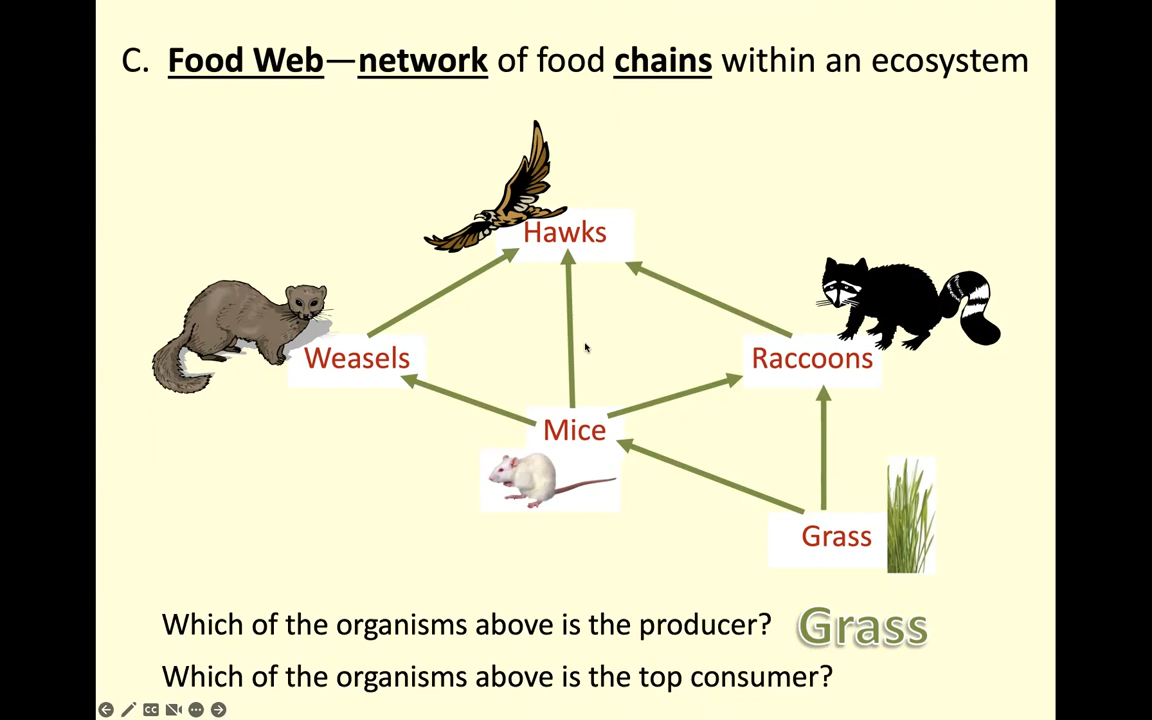 C. Food Web—network of food chains within an ecosystem
Hawks
Weasels
Raccoons
Mice
Grass
Which of the organisms above is the producer? Grass
Which of the organisms above is the top consumer?
CC